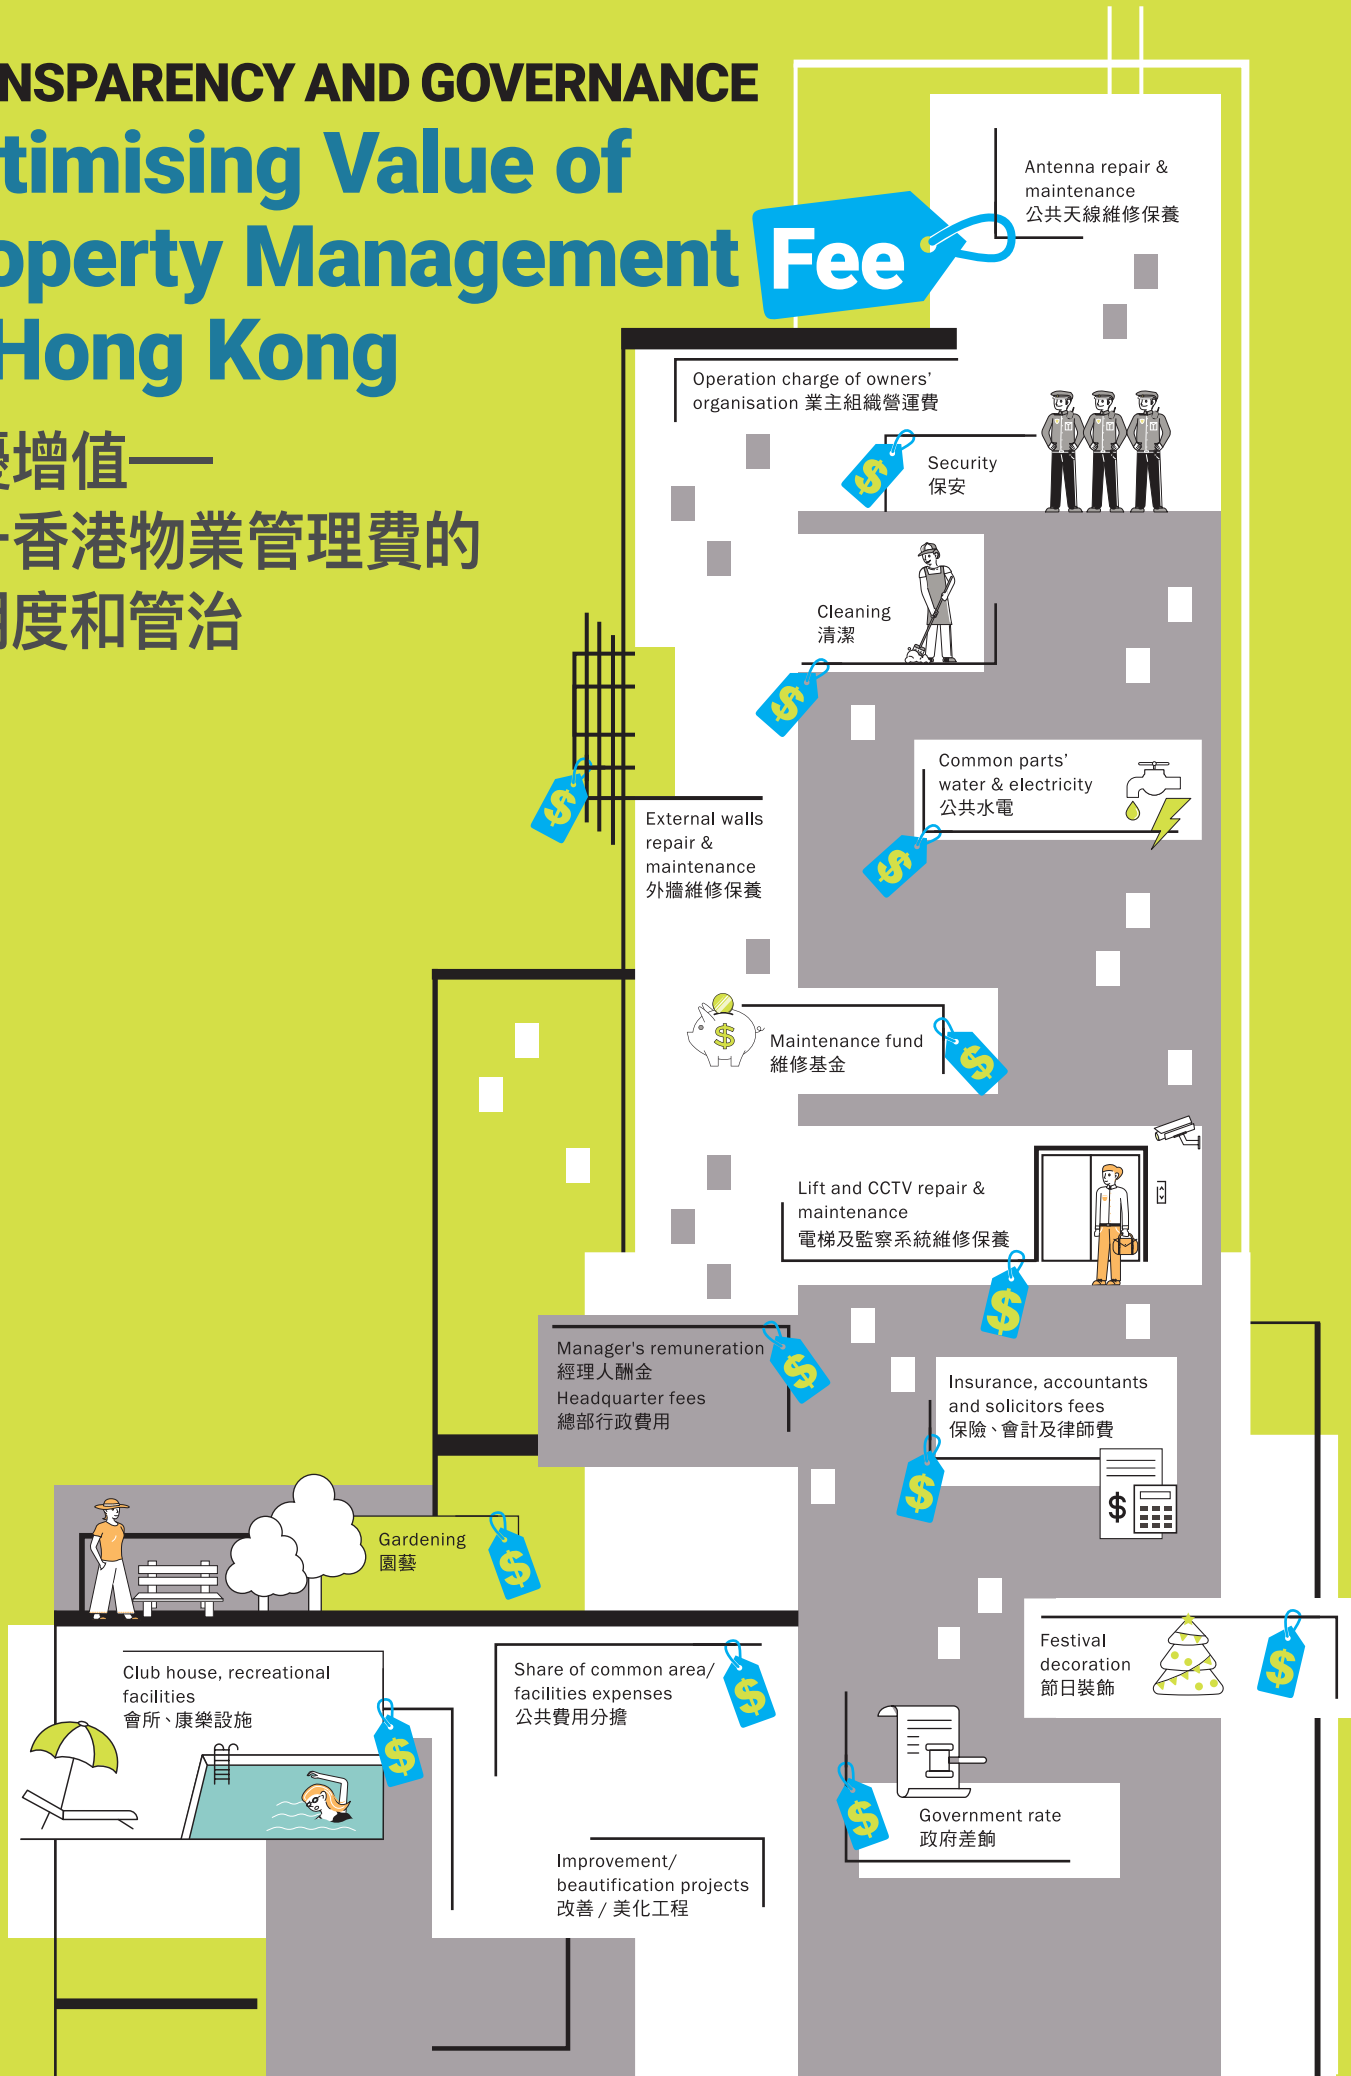 NSPARENCY AND GOVERNANCE
timising Value of
operty Management Fee
Hong Kong
增值——
香港物業管理費的
度和管治
Antenna repair &
maintenance
公共天線維修保養
Operation charge of owners’
organisation 業主組織營運費
Security
保安
Cleaning
清潔
Common parts’
water & electricity
公共水電
External walls
repair &
maintenance
外牆維修保養
Maintenance fund
維修基金
Lift and CCTV repair &
maintenance
電梯及監察系統維修保養
Manager's remuneration
經理人酬金
Headquarter fees
總部行政費用
Insurance, accountants
and solicitors fees
保險、會計及律師費
Gardening
園藝
Festival
decoration
節日裝飾
Club house, recreational
facilities
會所、康樂設施
Share of common area/
facilities expenses
公共費用分擔
Government rate
政府差餉
Improvement/
beautification projects
改善 / 美化工程